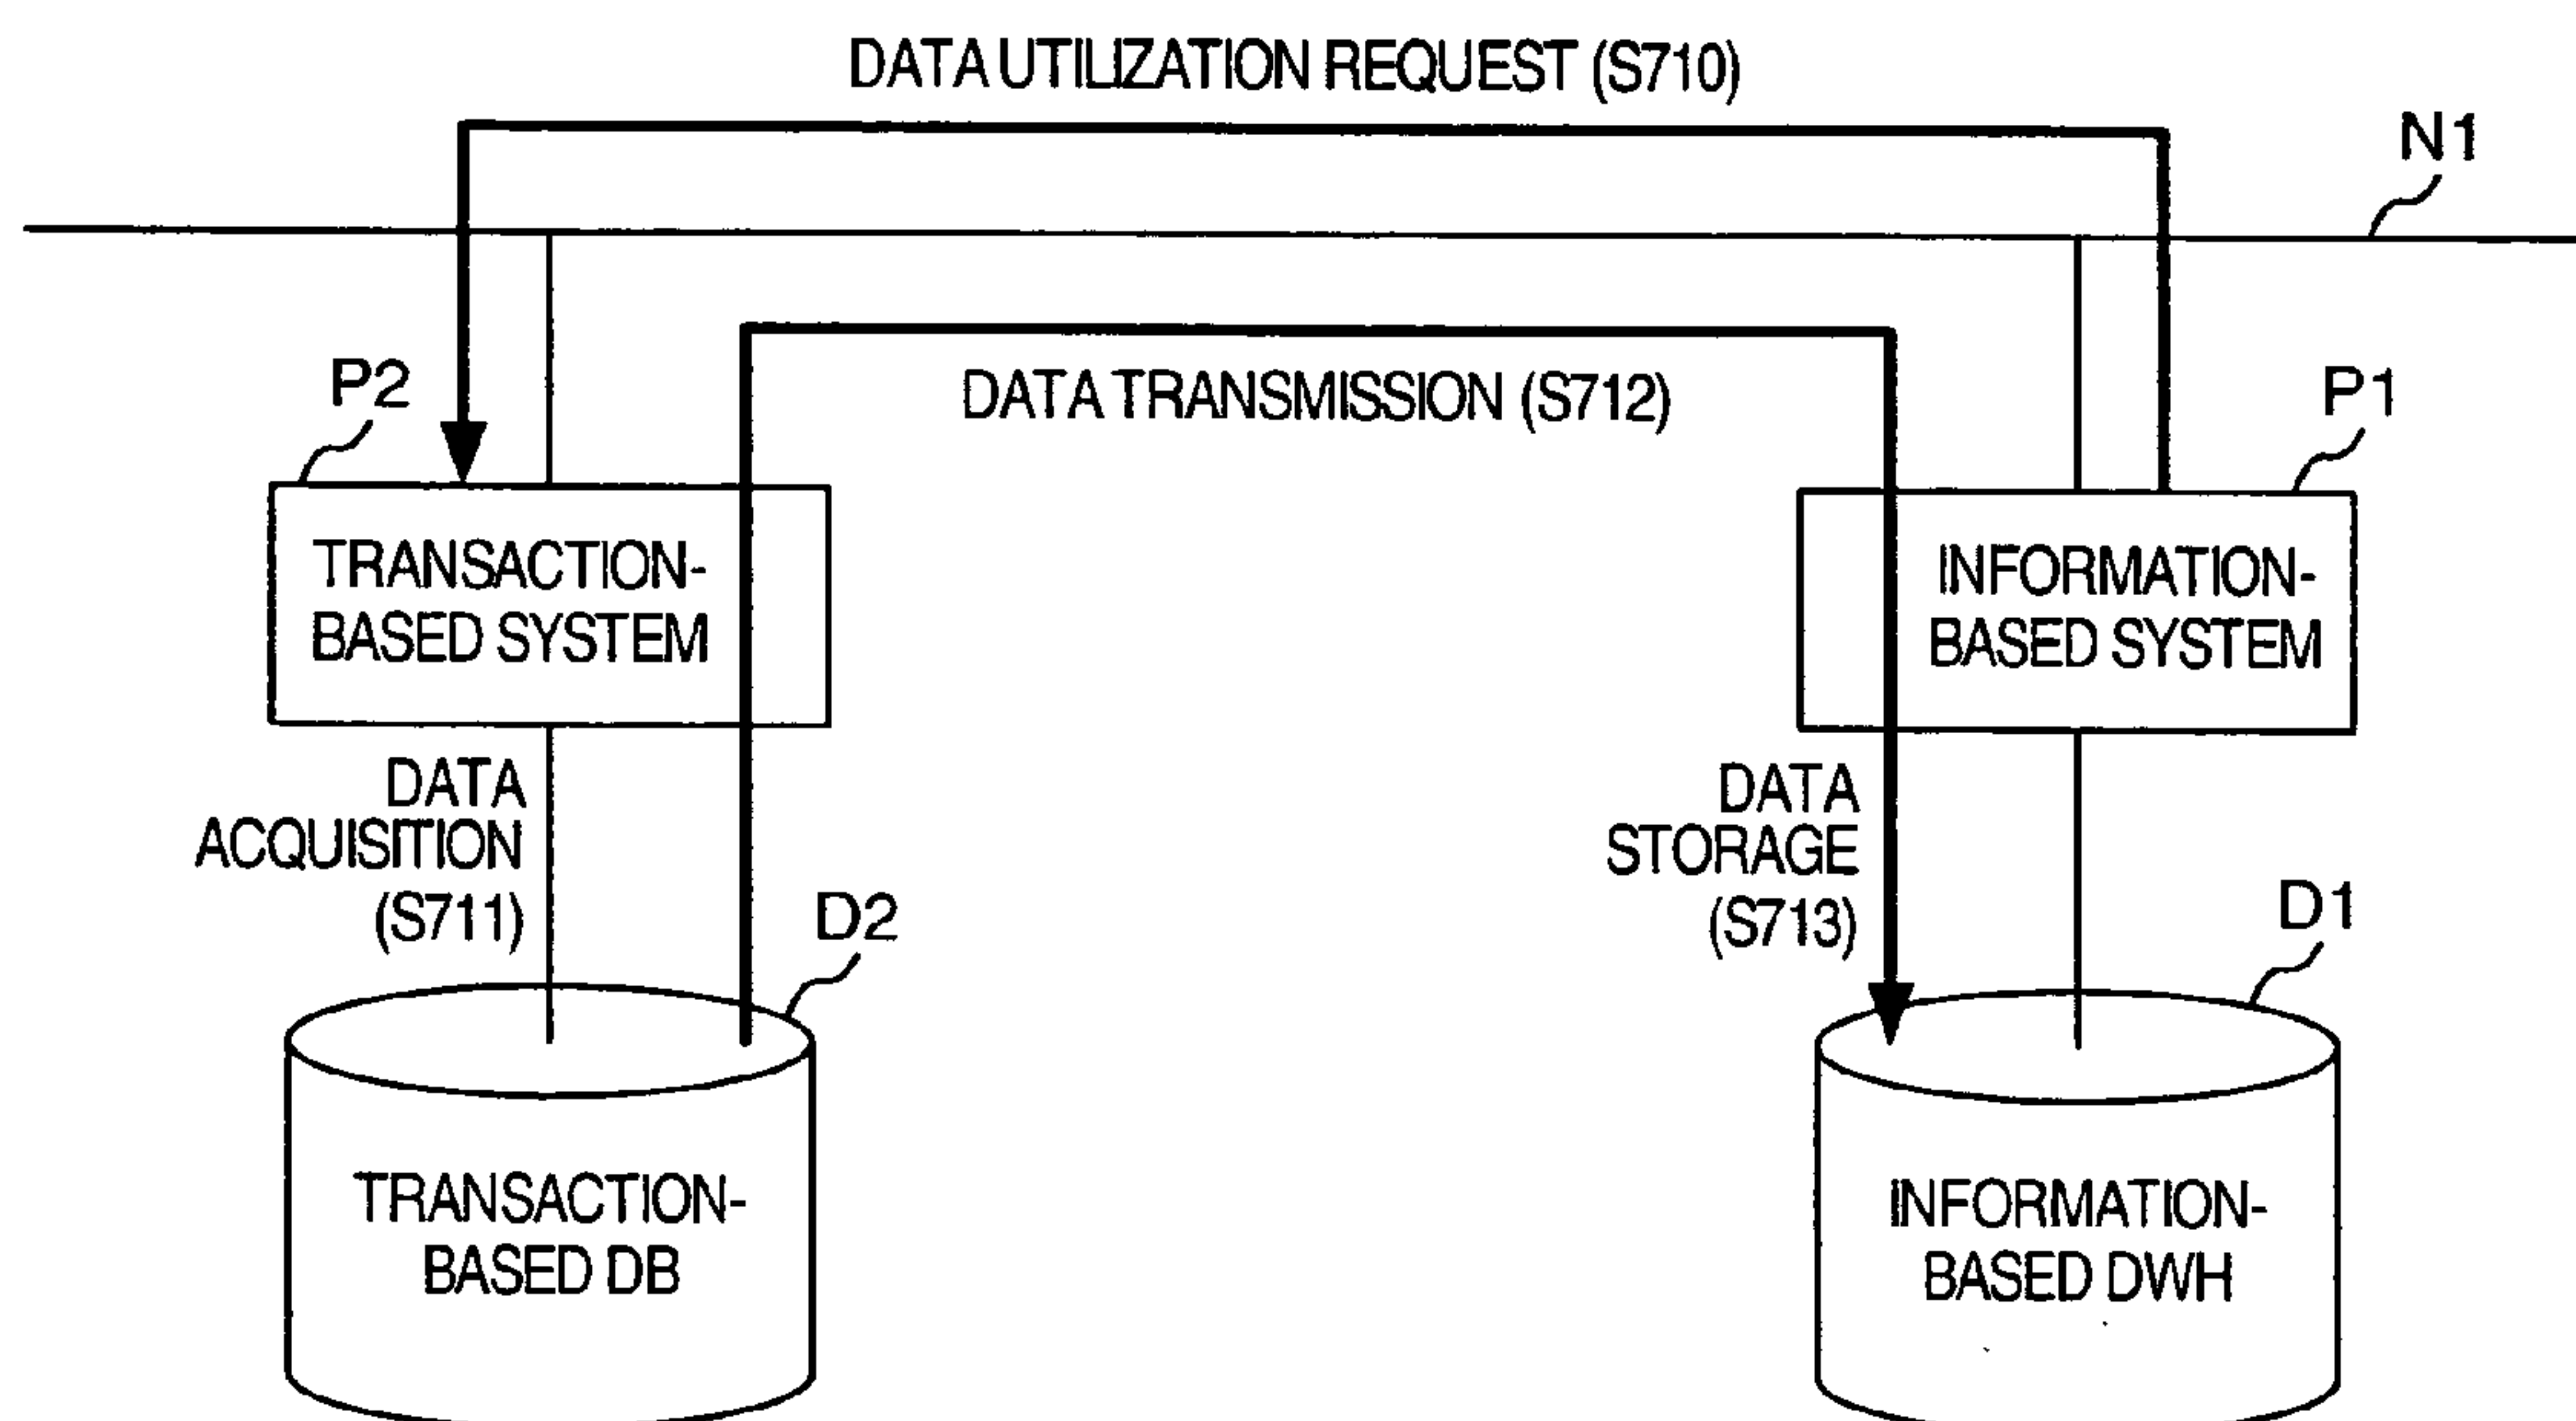 DATA UTILIZATION REQUEST (S710)
N1
P2
DATA TRANSMISSION (S712)
P1
TRANSACTION-
BASED SYSTEM
INFORMATION-
BASED SYSTEM
DATA
ACQUISITION
(S711)
DATA
STORAGE
(S713)
D2
D1
TRANSACTION-
BASED DB
INFORMATION-
BASED DWH